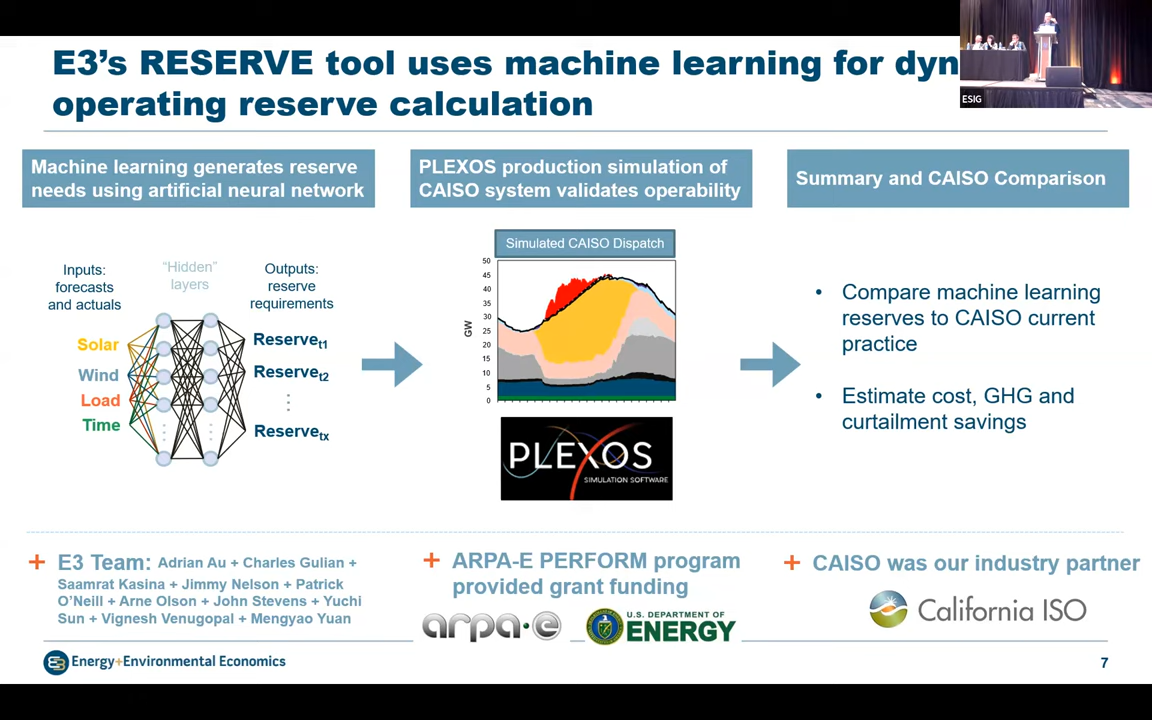 E3’s RESERVE tool uses machine learning for dyn
operating reserve calculation
ESIG
Machine learning generates reserve
needs using artificial neural network
Inputs:
forecasts
and actuals
“Hidden”
layers
Outputs:
reserve
requirements
Solar
Wind
Load
Time
Reservet1
Reservet2
Reservetx
PLEXOS production simulation of
CAISO system validates operability
Simulated CAISO Dispatch
GW
50
45
40
35
30
25
20
15
10
5
0
PLEXOS
SIMULATION SOFTWARE
Summary and CAISO Comparison
• Compare machine learning
reserves to CAISO current
practice
• Estimate cost, GHG and
curtailment savings
+ E3 Team: Adrian Au + Charles Gulian +
Saamrat Kasina + Jimmy Nelson + Patrick
O’Neill + Arne Olson + John Stevens + Yuchi
Sun + Vignesh Venugopal + Mengyao Yuan
+ ARPA-E PERFORM program
provided grant funding
arpa·e
U.S. DEPARTMENT OF
ENERGY
+ CAISO was our industry partner
California ISO
E3 Energy+Environmental Economics
7